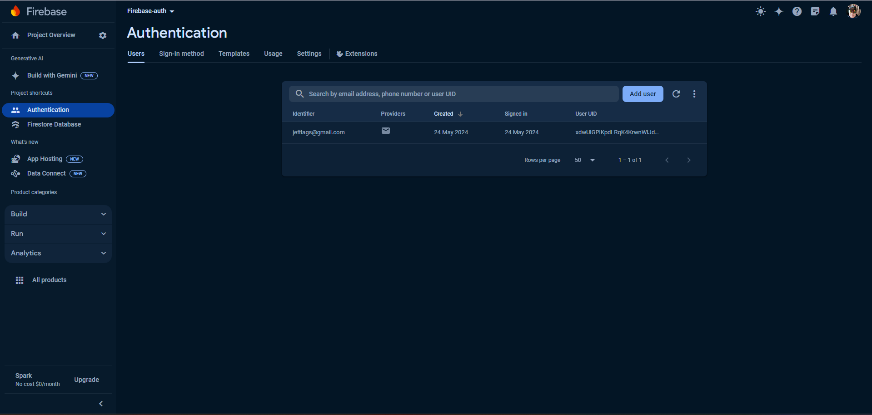 Firebase
Firebase-auth
Project Overview
Authentication
Generative AI
Build with Gemini NEW
Project shortcuts
Authentication
Firestore Database
What's new
App Hosting NEW
Data Connect NEW
Product categories
Build
Run
Analytics
All products
Spark
No cost $0/month
Upgrade
Users Sign-in method Templates Usage Settings Extensions
Search by email address, phone number or user UID
Add user
Identifier Providers Created Signed in User UID
24 May 2024 24 May 2024
Rows per page 50 1 – 1 of 1